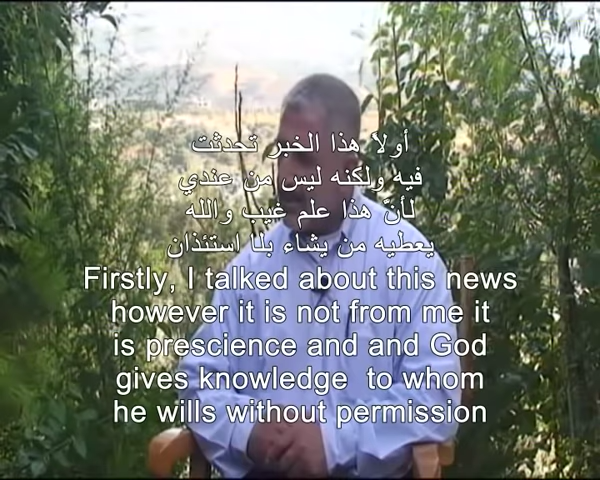 أولاً هذا الخبر تحدثت
فيه ولكنه ليس من عندي
لأنَّ هذا علم غيب والله
يعطيه من يشاء بلا استئذان
Firstly, I talked about this news
however it is not from me it
is prescience and and God
gives knowledge to whom
he wills without permission